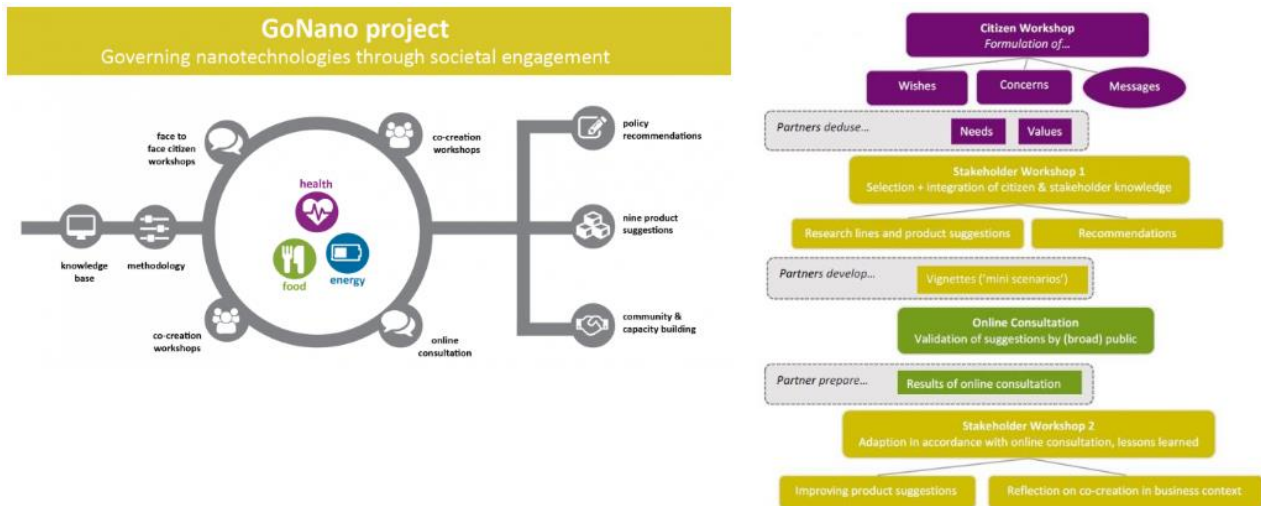 GoNano project
Governing nanotechnologies through societal engagement
face to
face citizen
workshops
co-creation
workshops
policy
recommendations
health
nine product
suggestions
knowledge
base
methodology
food
energy
co-creation
workshops
online
consultation
community &
capacity building
Citizen Workshop
Formulation of...
Wishes
Concerns
Messages
Partners deduse...
Needs
Values
Stakeholder Workshop 1
Selection + integration of citizen & stakeholder knowledge
Research lines and product suggestions
Recommendations
Partners develop...
Vignettes ('mini scenarios')
Online Consultation
Validation of suggestions by (broad) public
Partner prepare...
Results of online consultation
Stakeholder Workshop 2
Adaption in accordance with online consultation, lessons learned
Improving product suggestions
Reflection on co-creation in business context